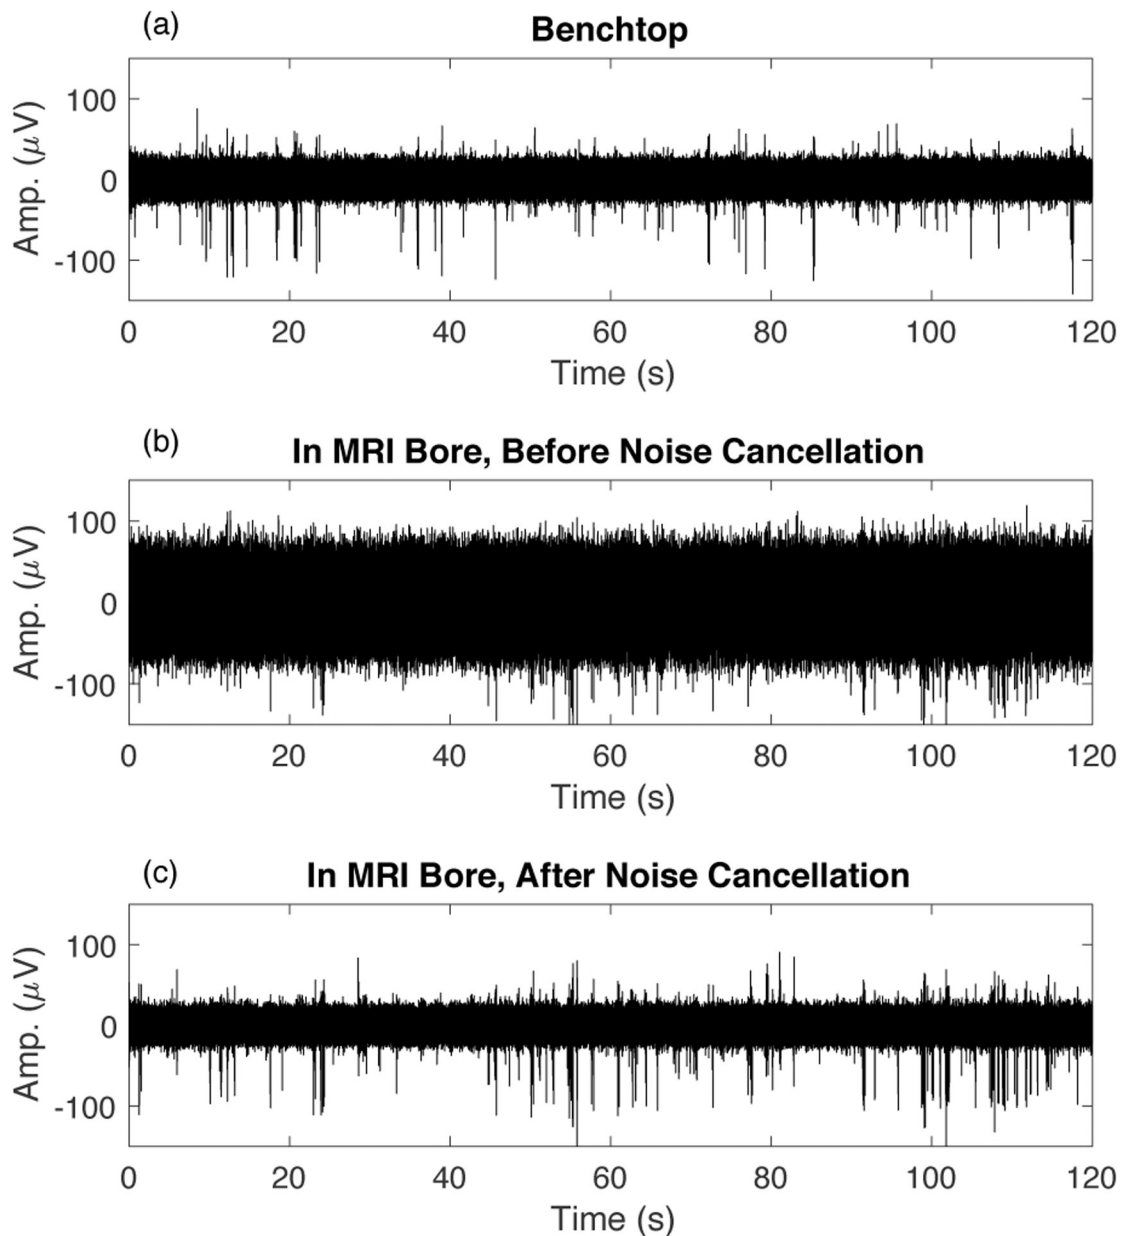 (a)
Benchtop
100
0
-100
Amp. (μV)
0 20 40 60 80 100 120
Time (s)
(b)
In MRI Bore, Before Noise Cancellation
100
0
-100
Amp. (μV)
0 20 40 60 80 100 120
Time (s)
(c)
In MRI Bore, After Noise Cancellation
100
0
-100
Amp. (μV)
0 20 40 60 80 100 120
Time (s)